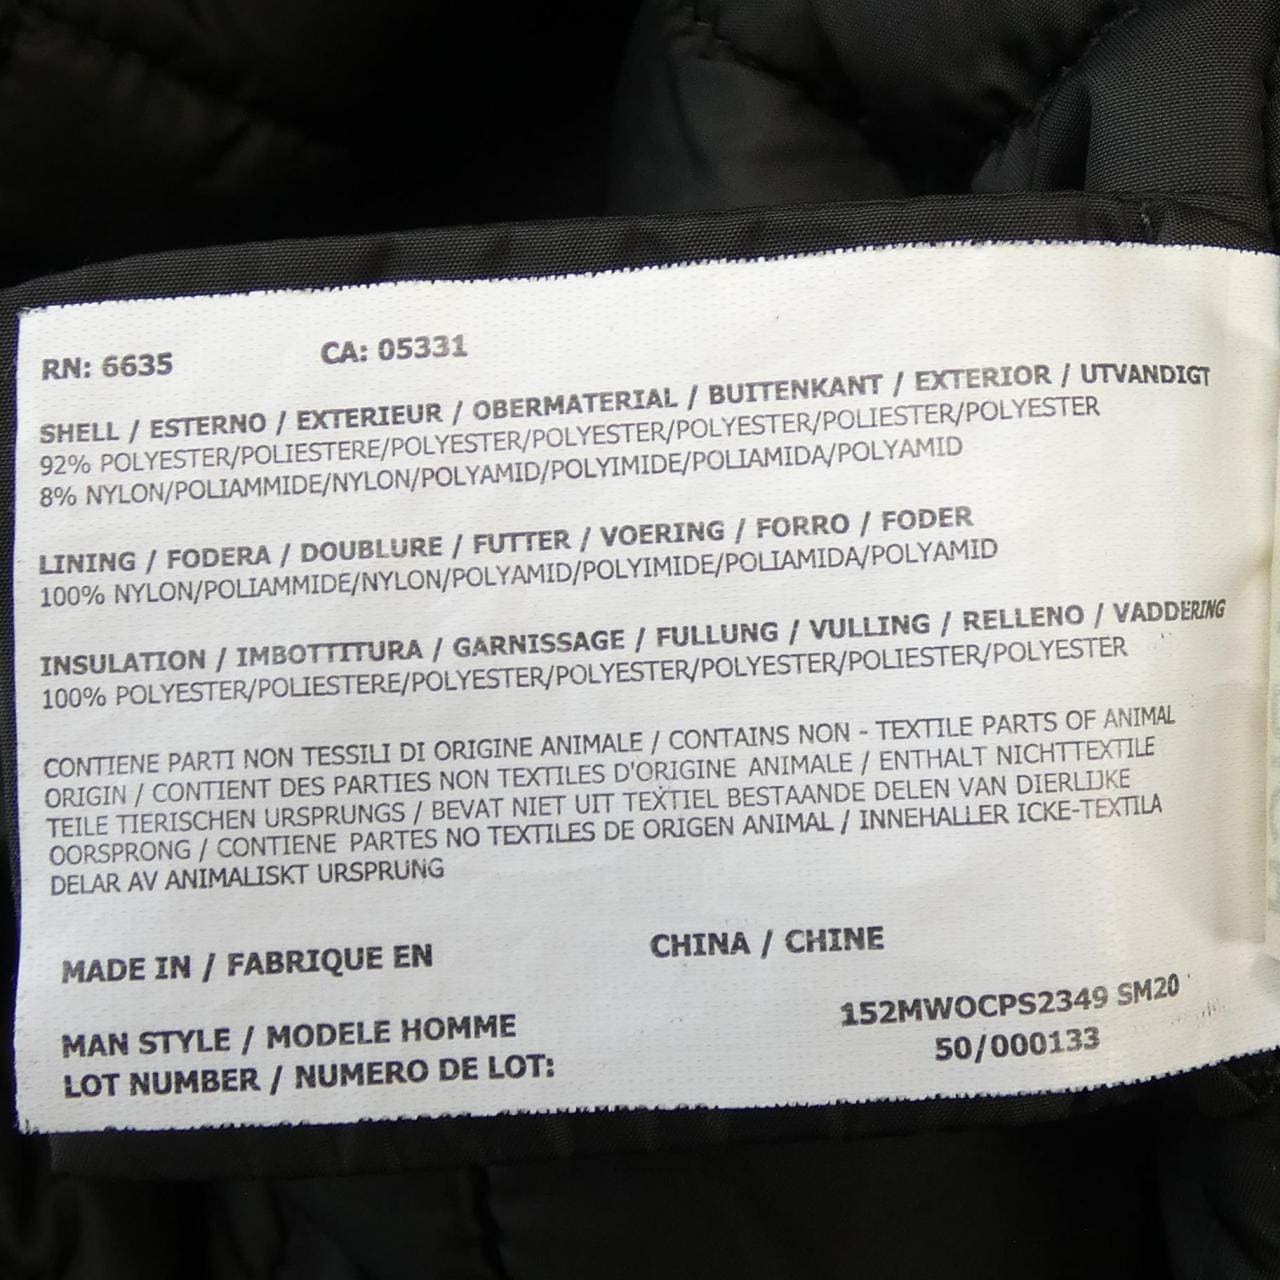 RN: 6635 CA: 05331
SHELL / ESTERNO / EXTERIEUR / OBERMATERIAL / BUITENKANT / EXTERIOR / UTVANDIGT
92% POLYESTER/POLIESTERE/POLYESTER/POLYESTER/POLYESTER/POLIESTER/POLYESTER
8% NYLON/POLIAMMIDE/NYLON/POLYAMID/POLYIMIDE/POLIAMIDA/POLYAMID
LINING / FODERA / DOUBLURE / FUTTER / VOERING / FORRO / FODER
100% NYLON/POLIAMMIDE/NYLON/POLYAMID/POLYIMIDE/POLIAMIDA/POLYAMID
INSULATION / IMBOTTITURA / GARNISSAGE / FULLUNG / VULLING / RELLENO / VADDERING
100% POLYESTER/POLIESTERE/POLYESTER/POLYESTER/POLYESTER/POLIESTER/POLYESTER
CONTIENE PARTI NON TESSILI DI ORIGINE ANIMALE / CONTAINS NON - TEXTILE PARTS OF ANIMAL
ORIGIN / CONTIENT DES PARTIES NON TEXTILES D'ORIGINE ANIMALE / ENTHALT NICHTTEXTILE
TEILE TIERISCHEN URSPRUNGS / BEVAT NIET UIT TEXTIEL BESTAANDE DELEN VAN DIERLIJKE
OORSPRONG / CONTIENE PARTES NO TEXTILES DE ORIGEN ANIMAL / INNEHALLER ICKE-TEXTILA
DELAR AV ANIMALISKT URSPRUNG
MADE IN / FABRIQUE EN CHINA / CHINE
MAN STYLE / MODELE HOMME 152MWOCPS2349 SM20
LOT NUMBER / NUMERO DE LOT: 50/000133